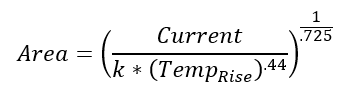 Area = (Current / k * (Temp_Rise)^.44)^(1/.725)